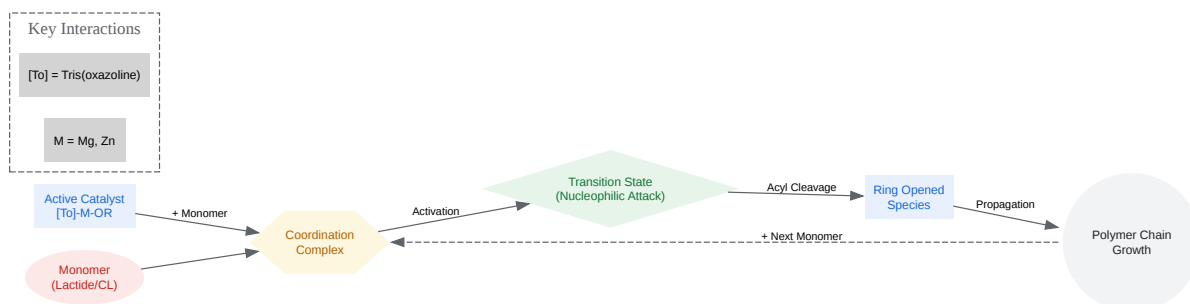 Key Interactions
[To] = Tris(oxazoline)
M = Mg, Zn
Active Catalyst
[To]-M-OR
+ Monomer
Monomer
(Lactide/CL)
Coordination
Complex
Activation
Transition State
(Nucleophilic Attack)
Acyl Cleavage
Ring Opened
Species
Propagation
+ Next Monomer
Polymer Chain
Growth